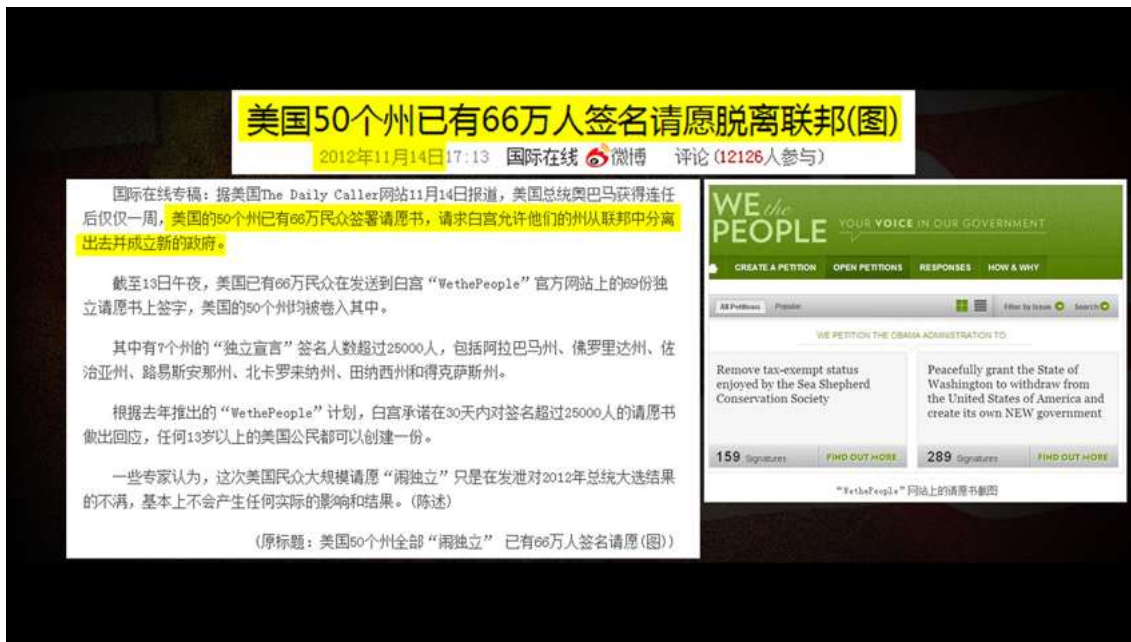 美国50个州已有66万人签名请愿脱离联邦(图)
2012年11月14日17:13 国际在线 微博 评论(12126人参与)
国际在线专稿：据美国The Daily Caller网站11月14日报道，美国总统奥巴马获得连任
后仅仅一周，美国的50个州已有66万民众签署请愿书，请求白宫允许他们的州从联邦中分离
出去并成立新的政府。
截至13日午夜，美国已有66万民众在发送到白宫“WethePeople”官方网站上的69份独
立请愿书上签字，美国的50个州均被卷入其中。
其中有7个州的“独立宣言”签名人数超过25000人，包括阿拉巴马州、佛罗里达州、佐
治亚州、路易斯安那州、北卡罗来纳州、田纳西州和得克萨斯州。
根据去年推出的“WethePeople”计划，白宫承诺在30天内对签名超过25000人的请愿书
做出回应，任何13岁以上的美国公民都可以创建一份。
一些专家认为，这次美国民众大规模请愿“闹独立”只是在发泄对2012年总统大选结果
的不满，基本上不会产生任何实际的影响和结果。(陈述)
(原标题：美国50个州全部“闹独立” 已有66万人签名请愿(图))
WE the
PEOPLE
YOUR VOICE IN OUR GOVERNMENT
CREATE A PETITION OPEN PETITIONS RESPONSES HOW & WHY
All Petitions Popular Filter by Issue Search
WE PETITION THE OBAMA ADMINISTRATION TO:
Remove tax-exempt status
enjoyed by the Sea Shepherd
Conservation Society
159 Signatures FIND OUT MORE
Peacefully grant the State of
Washington to withdraw from
the United States of America and
create its own NEW government
289 Signatures FIND OUT MORE
“WethePeople”网站上的请愿书截图